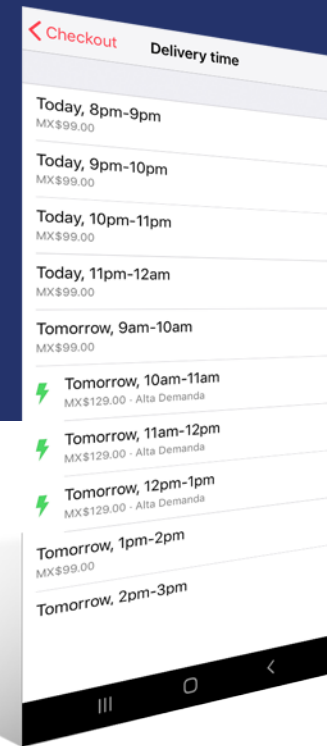 Checkout
Delivery time
Today, 8pm-9pm
MX$99.00
Today, 9pm-10pm
MX$99.00
Today, 10pm-11pm
MX$99.00
Today, 11pm-12am
MX$99.00
Tomorrow, 9am-10am
MX$99.00
Tomorrow, 10am-11am
MX$129.00 - Alta Demanda
Tomorrow, 11am-12pm
MX$129.00 - Alta Demanda
Tomorrow, 12pm-1pm
MX$129.00 - Alta Demanda
Tomorrow, 1pm-2pm
MX$99.00
Tomorrow, 2pm-3pm